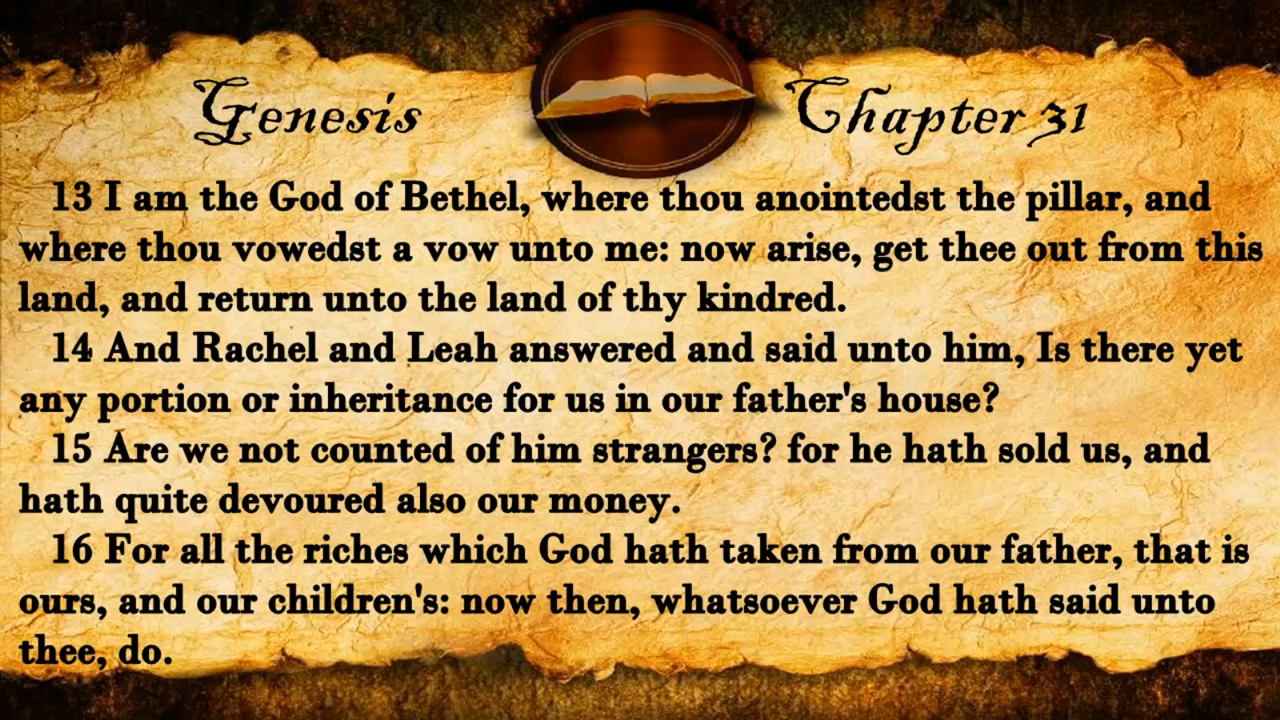 Genesis Chapter 31
13 I am the God of Bethel, where thou anointedst the pillar, and
where thou vowedst a vow unto me: now arise, get thee out from this
land, and return unto the land of thy kindred.
14 And Rachel and Leah answered and said unto him, Is there yet
any portion or inheritance for us in our father's house?
15 Are we not counted of him strangers? for he hath sold us, and
hath quite devoured also our money.
16 For all the riches which God hath taken from our father, that is
ours, and our children's: now then, whatsoever God hath said unto
thee, do.